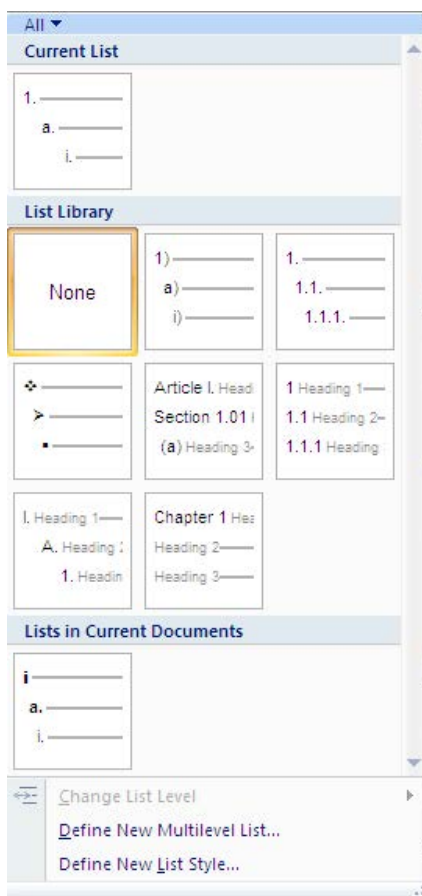 All
Current List
1.
a.
i.
List Library
None
1)
a)
i)
1.
1.1.
1.1.1.
Article I. Head
Section 1.01
(a) Heading 3
1 Heading 1
1.1 Heading 2
1.1.1 Heading
I. Heading 1
A. Heading
1. Headin
Chapter 1 Hea
Heading 2
Heading 3
Lists in Current Documents
i
a.
i.
Change List Level
Define New Multilevel List...
Define New List Style...